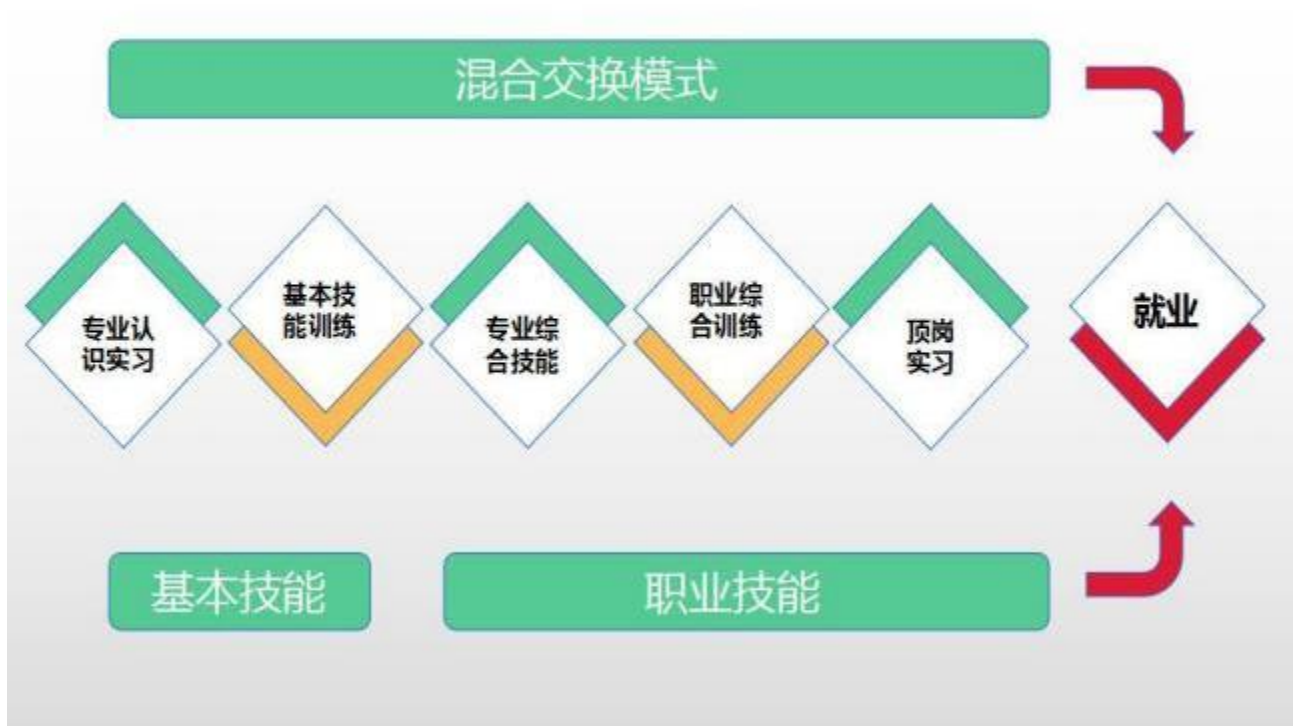 混合交换模式
专业认
识实习
基本技
能训练
专业综
合技能
职业综
合训练
顶岗
实习
就业
基本技能
职业技能